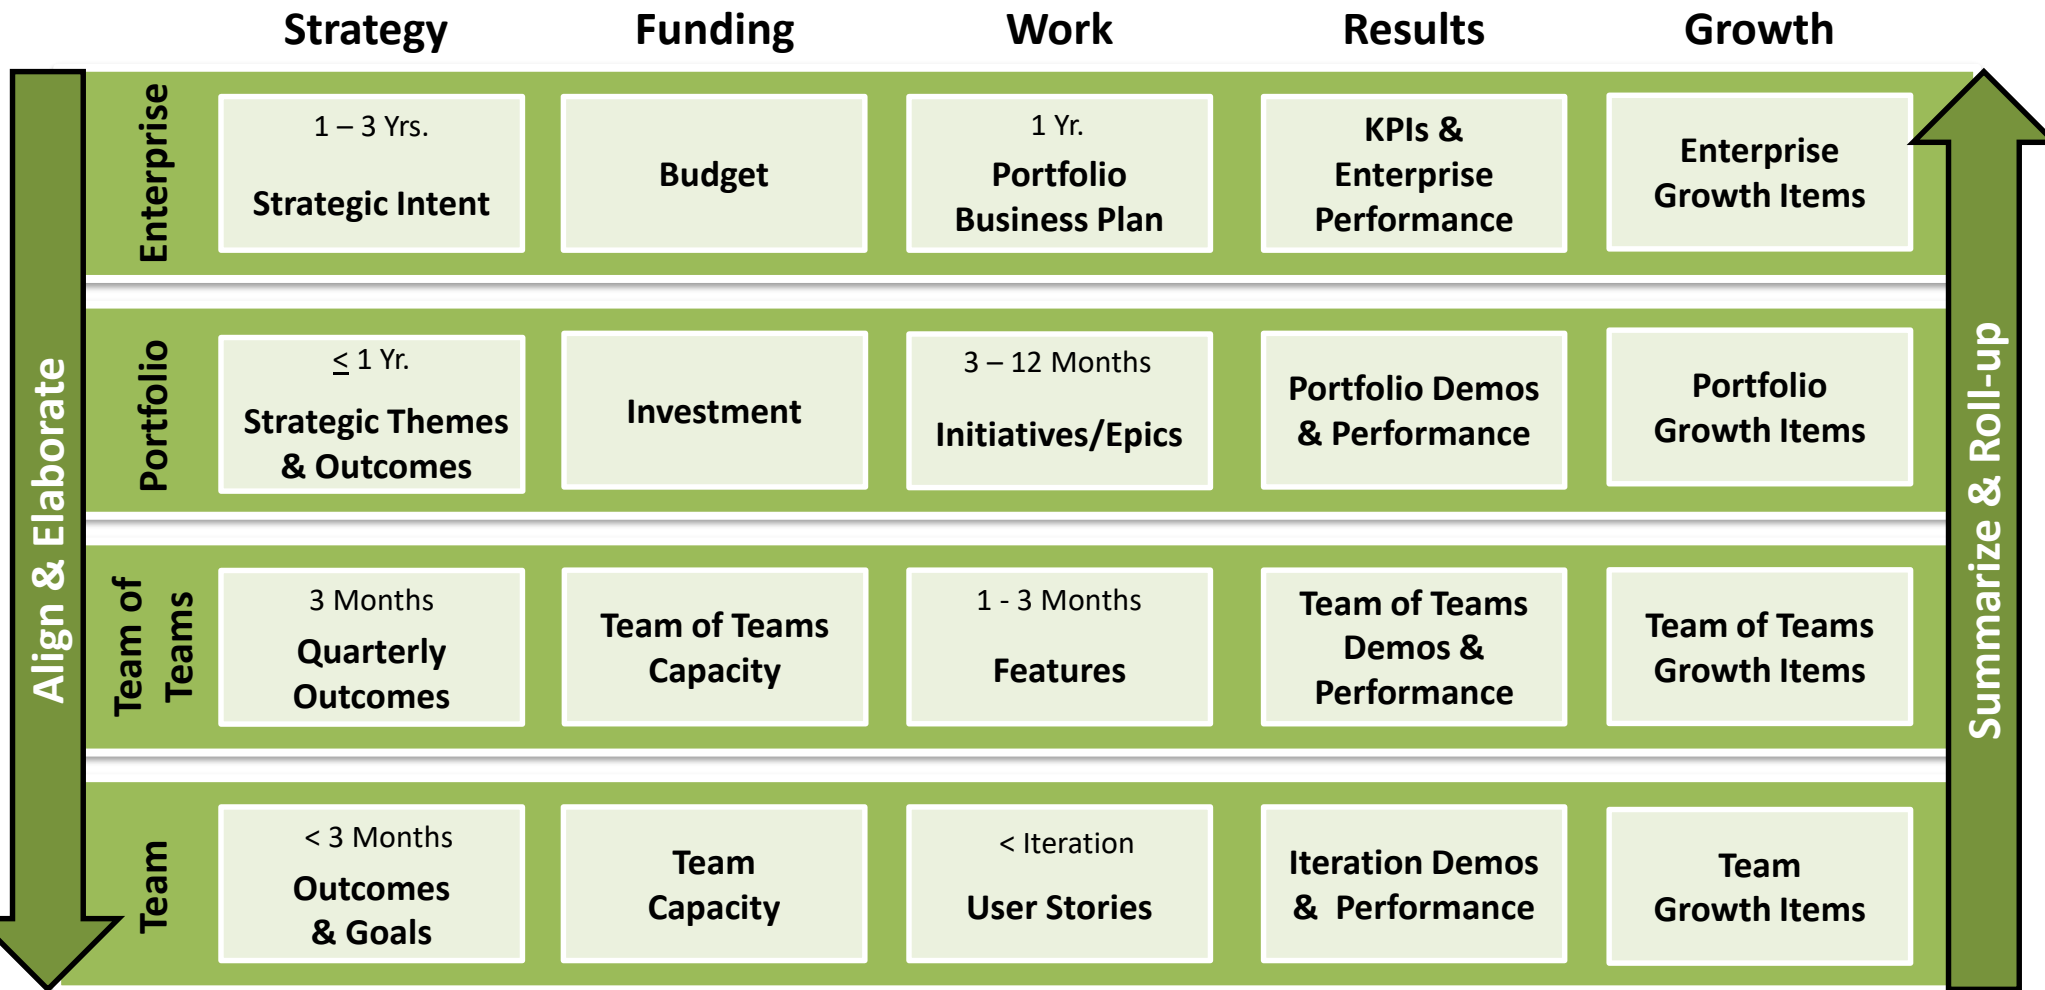 Strategy
Funding
Work
Results
Growth
Align & Elaborate
Summarize & Roll-up
Enterprise
1 – 3 Yrs.
Strategic Intent
Budget
1 Yr.
Portfolio
Business Plan
KPIs &
Enterprise
Performance
Enterprise
Growth Items
Portfolio
≤ 1 Yr.
Strategic Themes
& Outcomes
Investment
3 – 12 Months
Initiatives/Epics
Portfolio Demos
& Performance
Portfolio
Growth Items
Team of
Teams
3 Months
Quarterly
Outcomes
Team of Teams
Capacity
1 - 3 Months
Features
Team of Teams
Demos &
Performance
Team of Teams
Growth Items
Team
< 3 Months
Outcomes
& Goals
Team
Capacity
< Iteration
User Stories
Iteration Demos
& Performance
Team
Growth Items